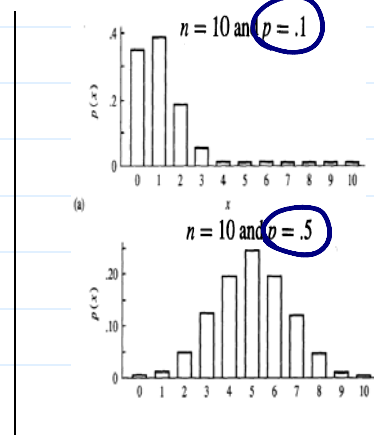 n = 10 and p = .1
.4
.2
0
p(x)
0 1 2 3 4 5 6 7 8 9 10
x
(a)
n = 10 and p = .5
.20
.10
0
p(x)
0 1 2 3 4 5 6 7 8 9 10